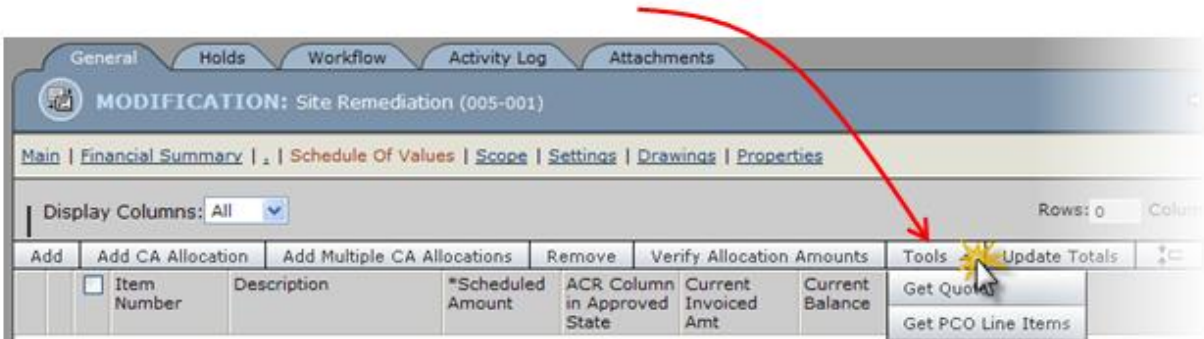 General Holds Workflow Activity Log Attachments
MODIFICATION: Site Remediation (005-001)
Main | Financial Summary | . | Schedule Of Values | Scope | Settings | Drawings | Properties
Display Columns: All Rows: 0 Colum
Add Add CA Allocation Add Multiple CA Allocations Remove Verify Allocation Amounts Tools Update Totals
Item Number Description *Scheduled Amount ACR Column in Approved State Current Invoiced Amt Current Balance
Get Quote
Get PCO Line Items